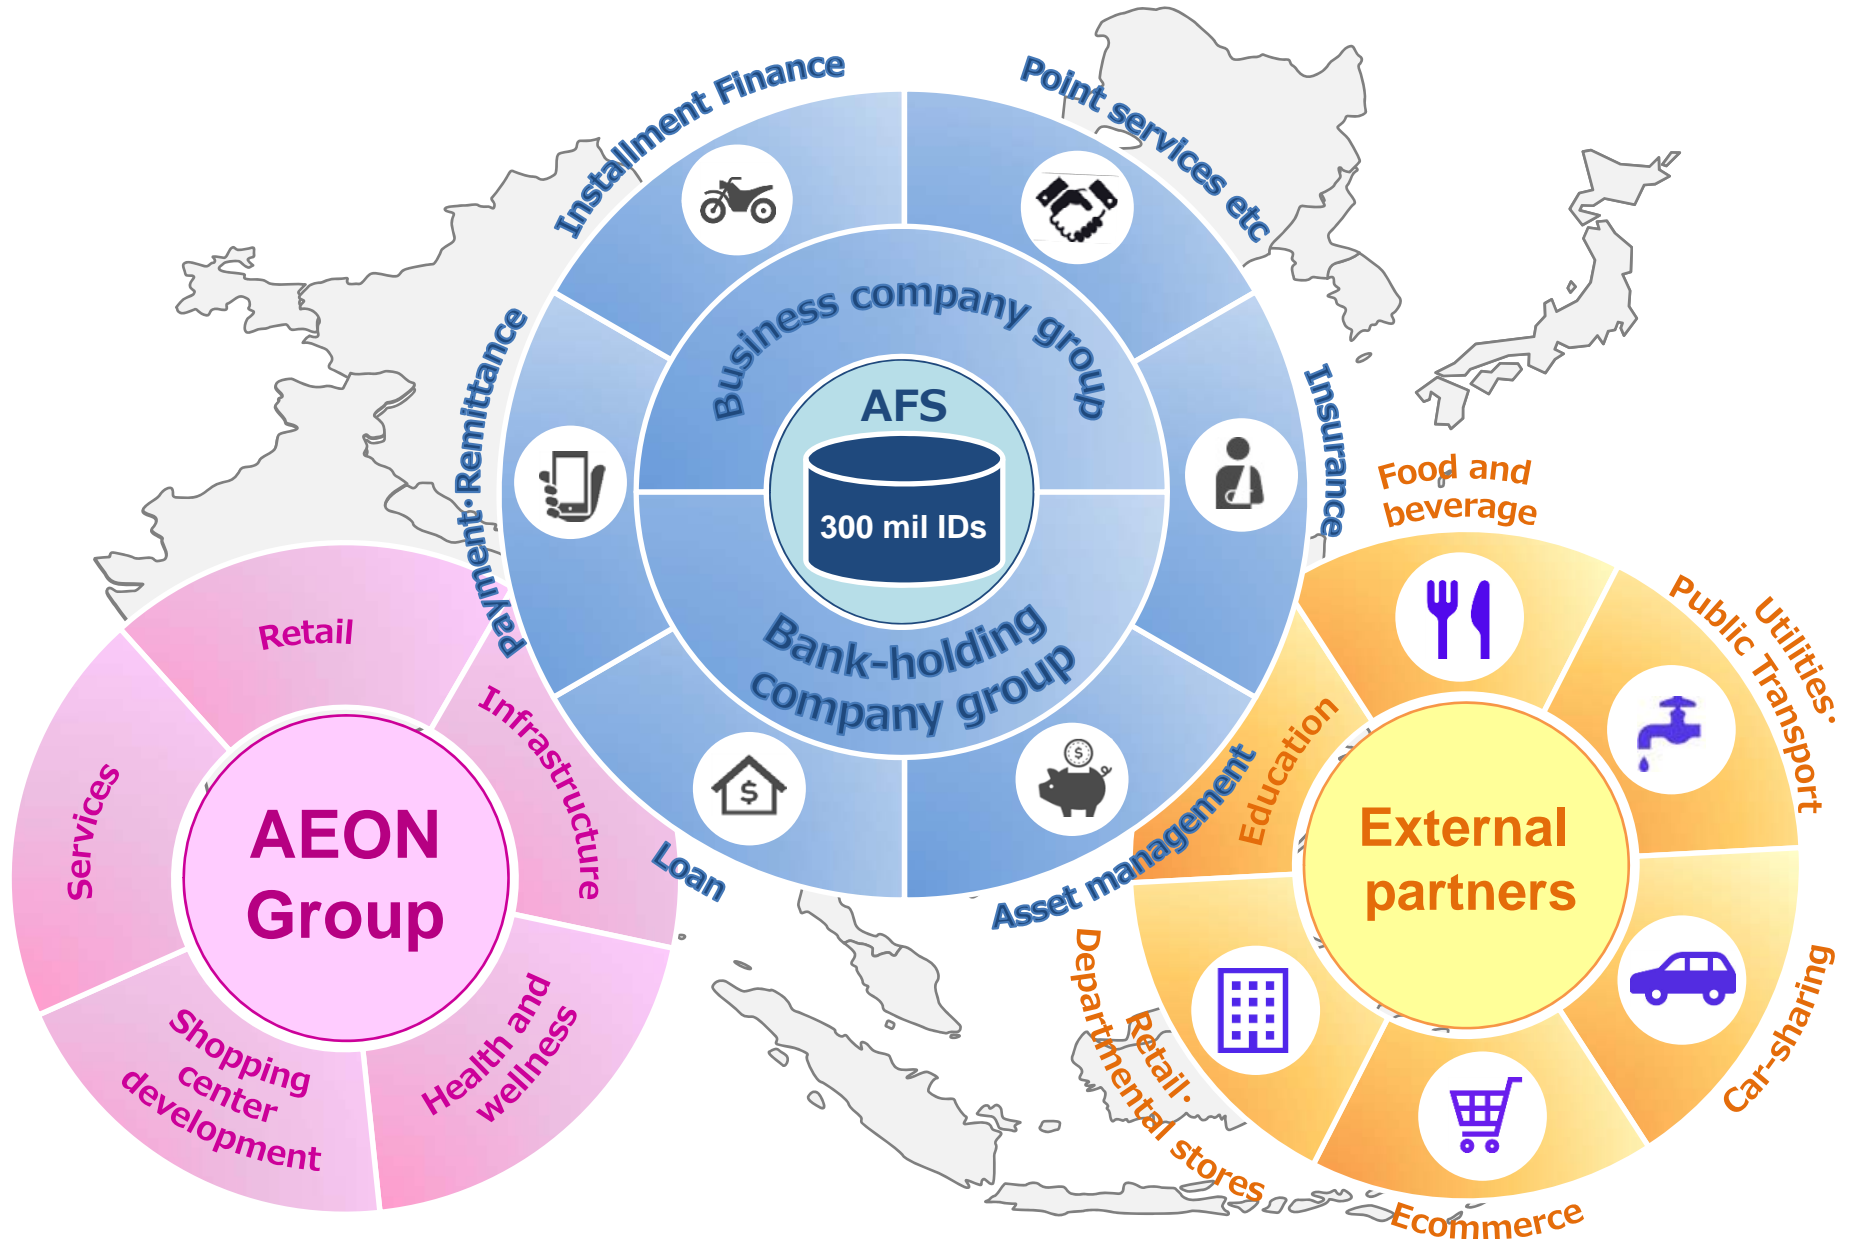 Installment Finance
Point services etc
Payment･Remittance
Insurance
Loan
Asset management
Business company group
AFS
300 mil IDs
Bank-holding
company group
Retail
Infrastructure
Services
AEON
Group
Shopping
center
development
Health and
wellness
Food and
beverage
Utilities･
Public Transport
Education
External
partners
Car-sharing
Retail･
Departmental stores
Ecommerce
$
$